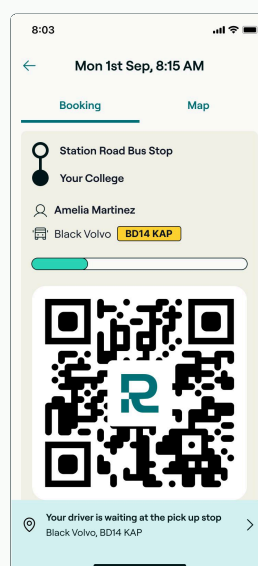 8:03
Mon 1st Sep, 8:15 AM
Booking Map
Station Road Bus Stop
Your College
Amelia Martinez
Black Volvo BD14 KAP
R
Your driver is waiting at the pick up stop
Black Volvo, BD14 KAP